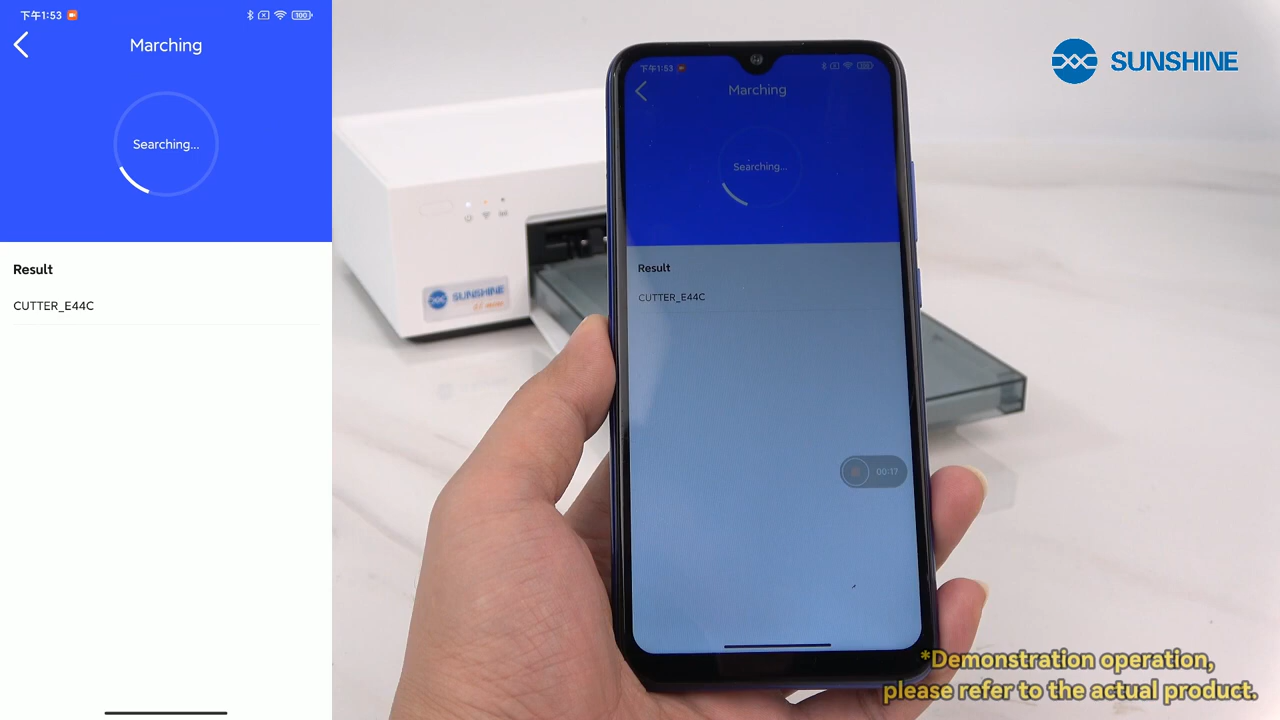 下午1:53
100
Marching
Searching...
Result
CUTTER_E44C
SUNSHINE
下午1:53
Marching
Searching...
Result
CUTTER_E44C
00:17
SUNSHINE
*Demonstration operation,
please refer to the actual product.